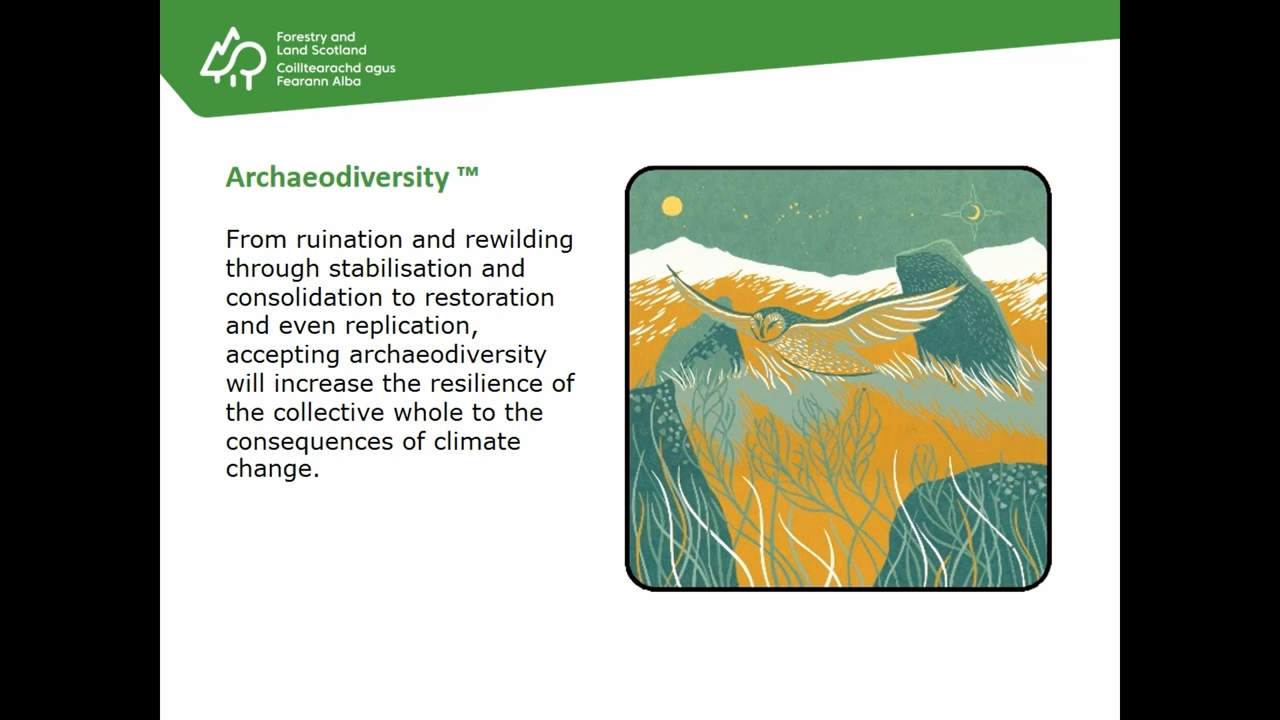 Forestry and
Land Scotland
Coilltearachd agus
Fearann Alba
Archaeodiversity ™
From ruination and rewilding
through stabilisation and
consolidation to restoration
and even replication,
accepting archaeodiversity
will increase the resilience of
the collective whole to the
consequences of climate
change.